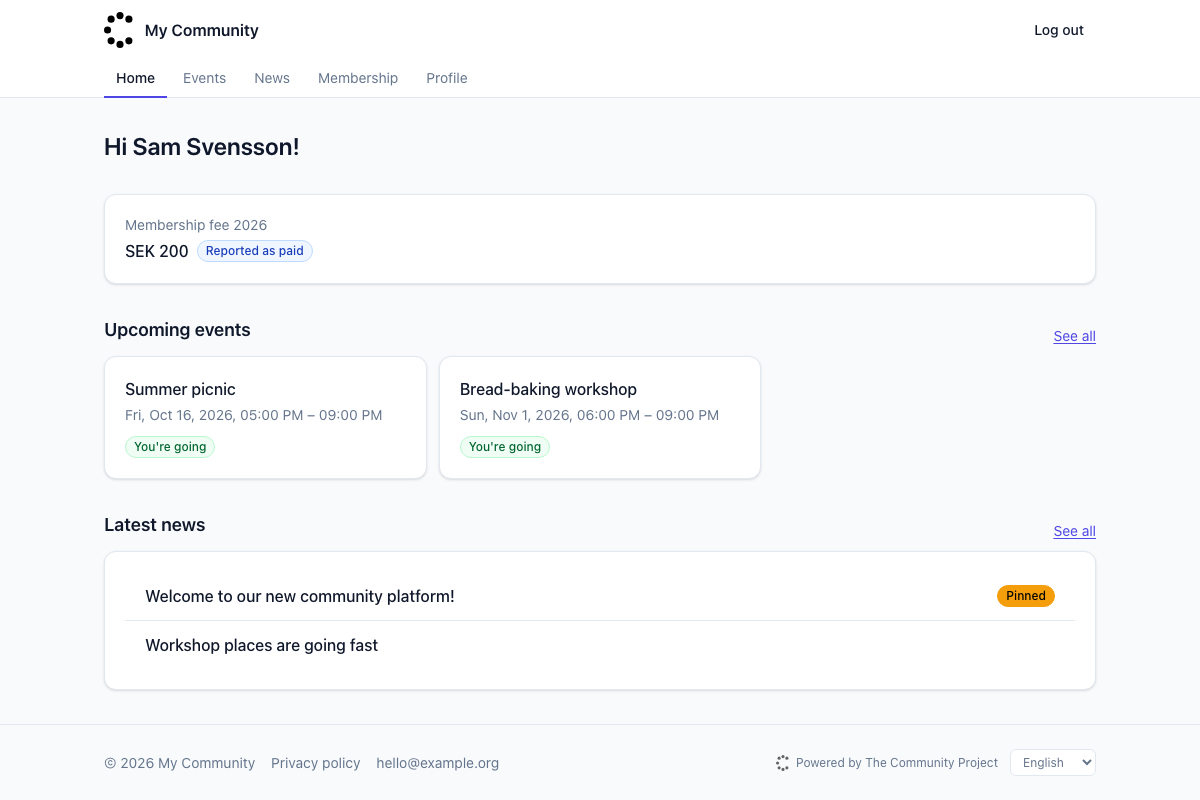 My Community
Log out
Home Events News Membership Profile
Hi Sam Svensson!
Membership fee 2026
SEK 200 Reported as paid
Upcoming events
See all
Summer picnic
Fri, Oct 16, 2026, 05:00 PM – 09:00 PM
You're going
Bread-baking workshop
Sun, Nov 1, 2026, 06:00 PM – 09:00 PM
You're going
Latest news
See all
Welcome to our new community platform!
Pinned
Workshop places are going fast
© 2026 My Community Privacy policy hello@example.org
Powered by The Community Project English